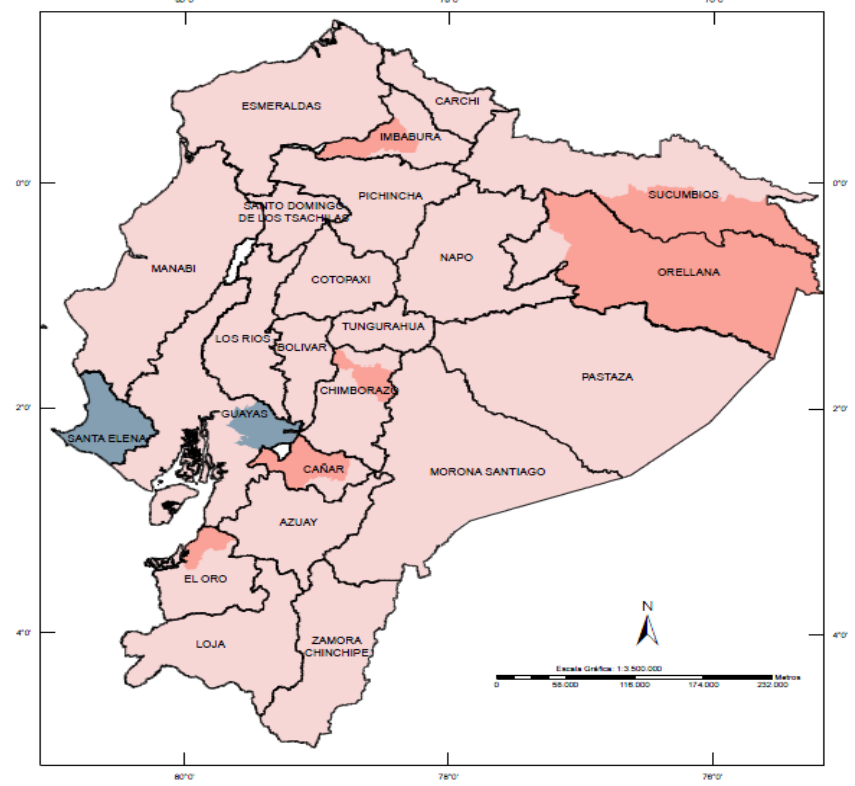 ESMERALDAS
CARCHI
IMBABURA
0°0'
0°0'
SUCUMBIOS
PICHINCHA
SANTO DOMINGO
DE LOS TSACHILAS
NAPO
MANABI
ORELLANA
COTOPAXI
TUNGURAHUA
LOS RIOS
BOLIVAR
PASTAZA
CHIMBORAZO
2°0'
2°0'
GUAYAS
SANTA ELENA
CAÑAR
MORONA SANTIAGO
AZUAY
EL ORO
N
4°0'
4°0'
LOJA
ZAMORA
CHINCHIPE
Escala Gráfica: 1:3.500.000
Metros
0 58.000 116.000 174.000 232.000
80°0'
78°0'
76°0'